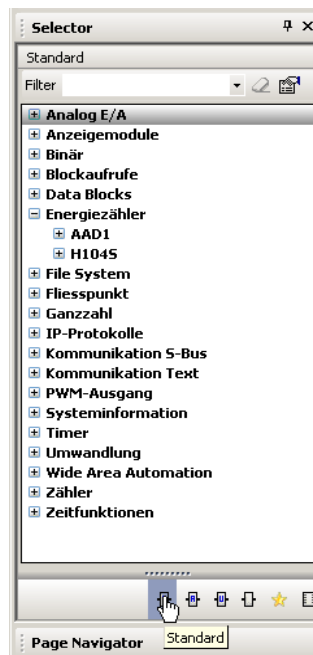 Selector
Standard
Filter
Analog E/A
Anzeigemodule
Binär
Blockaufrufe
Data Blocks
Energiezähler
AAD1
H104S
File System
Fliesspunkt
Ganzzahl
IP-Protokolle
Kommunikation S-Bus
Kommunikation Text
PWM-Ausgang
Systeminformation
Timer
Umwandlung
Wide Area Automation
Zähler
Zeitfunktionen
R U
Standard
Page Navigator